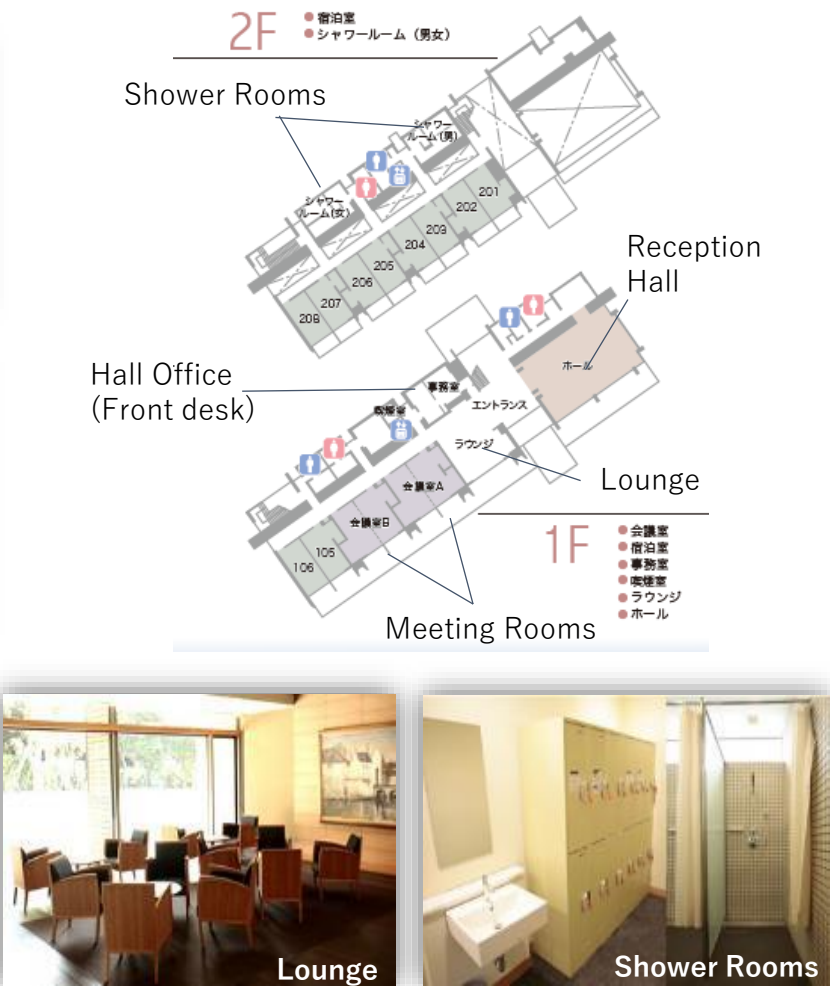 2F
宿泊室
シャワールーム（男女）
Shower Rooms
シャワー
ルーム(男)
シャワー
ルーム(女)
201
202
203
204
205
206
207
208
Reception
Hall
ホール
Hall Office
(Front desk)
事務室
喫煙室
エントランス
ラウンジ
Lounge
会議室A
会議室B
105
106
1F
会議室
宿泊室
事務室
喫煙室
ラウンジ
ホール
Meeting Rooms
Lounge
Shower Rooms